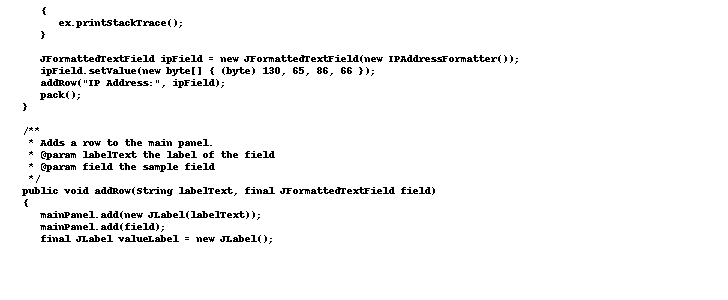 {
ex.printStackTrace();
}
JFormattedTextField ipField = new JFormattedTextField(new IPAddressFormatter());
ipField.setValue(new byte[] { (byte) 130, 65, 86, 66 });
addRow("IP Address:", ipField);
pack();
}
/**
* Adds a row to the main panel.
* @param labelText the label of the field
* @param field the sample field
*/
public void addRow(String labelText, final JFormattedTextField field)
{
mainPanel.add(new JLabel(labelText));
mainPanel.add(field);
final JLabel valueLabel = new JLabel();